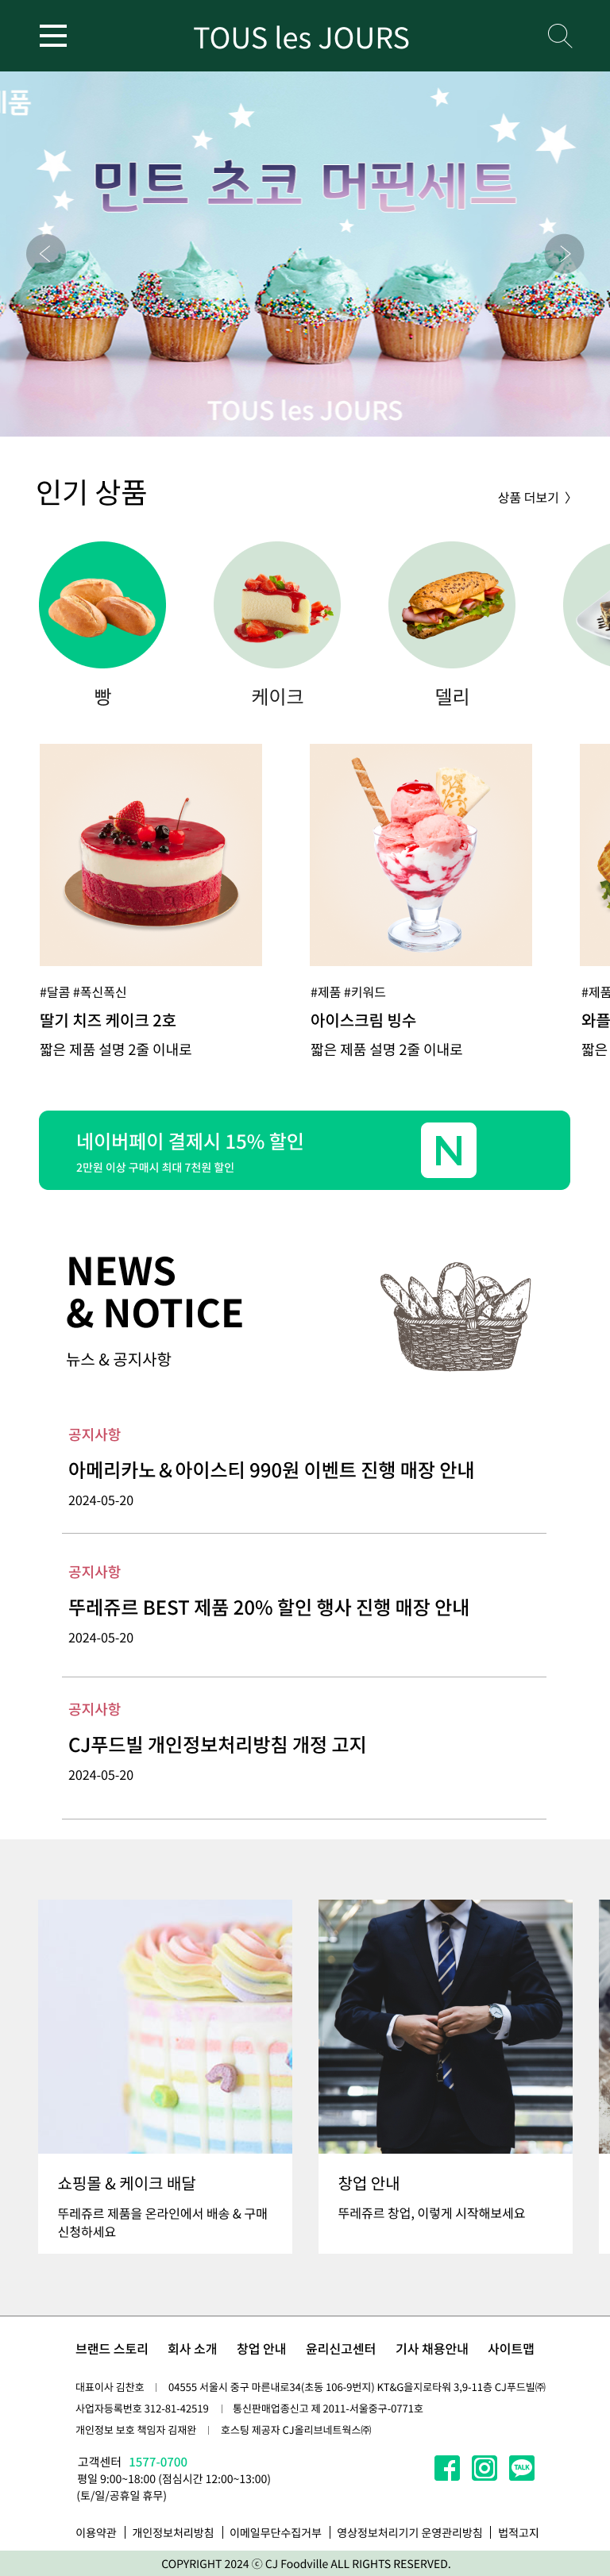 TOUS les JOURS
제품
민트 초코 머핀세트
TOUS les JOURS
인기 상품
상품 더보기 〉
빵
케이크
델리
#달콤 #폭신폭신
딸기 치즈 케이크 2호
짧은 제품 설명 2줄 이내로
#제품 #키워드
아이스크림 빙수
짧은 제품 설명 2줄 이내로
#제품
와플
짧은
네이버페이 결제시 15% 할인
2만원 이상 구매시 최대 7천원 할인
N
NEWS
& NOTICE
뉴스 & 공지사항
공지사항
아메리카노＆아이스티 990원 이벤트 진행 매장 안내
2024-05-20
공지사항
뚜레쥬르 BEST 제품 20% 할인 행사 진행 매장 안내
2024-05-20
공지사항
CJ푸드빌 개인정보처리방침 개정 고지
2024-05-20
쇼핑몰 & 케이크 배달
뚜레쥬르 제품을 온라인에서 배송 & 구매
신청하세요
창업 안내
뚜레쥬르 창업, 이렇게 시작해보세요
브랜드 스토리 회사 소개 창업 안내 윤리신고센터 기사 채용안내 사이트맵
대표이사 김찬호 | 04555 서울시 중구 마른내로34(초동 106-9번지) KT&G을지로타워 3,9-11층 CJ푸드빌㈜
사업자등록번호 312-81-42519 | 통신판매업종신고 제 2011-서울중구-0771호
개인정보 보호 책임자 김재완 | 호스팅 제공자 CJ올리브네트웍스㈜
고객센터 1577-0700
평일 9:00~18:00 (점심시간 12:00~13:00)
(토/일/공휴일 휴무)
TALK
이용약관 | 개인정보처리방침 | 이메일무단수집거부 | 영상정보처리기기 운영관리방침 | 법적고지
COPYRIGHT 2024 ⓒ CJ Foodville ALL RIGHTS RESERVED.